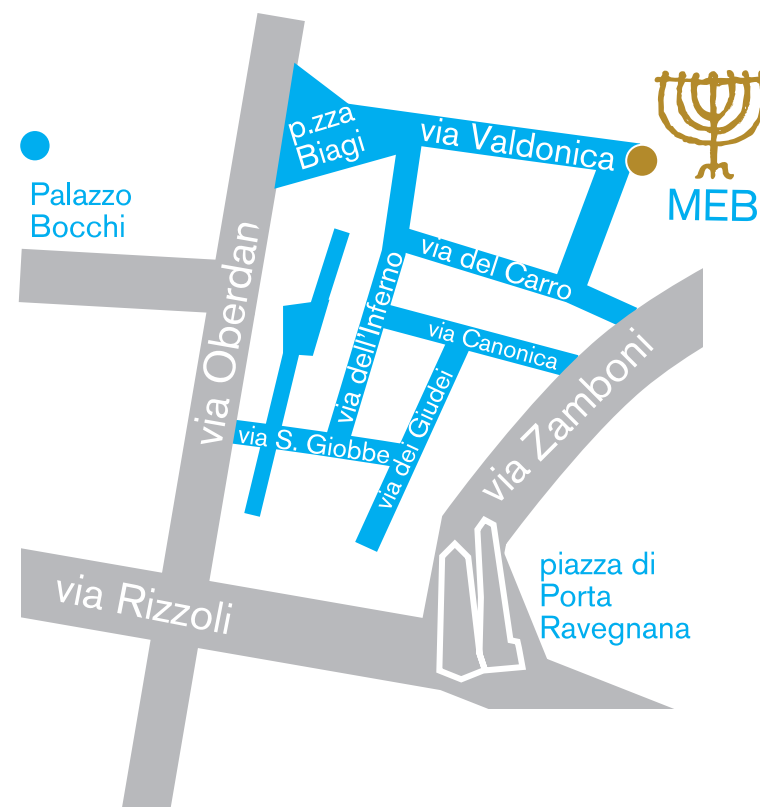 p.zza
Biagi
via Valdonica
Palazzo
Bocchi
MEB
via Oberdan
via del Carro
via dell'Inferno
via Canonica
via Zamboni
via dei Giudei
via S. Giobbe
via Rizzoli
piazza di
Porta
Ravegnana